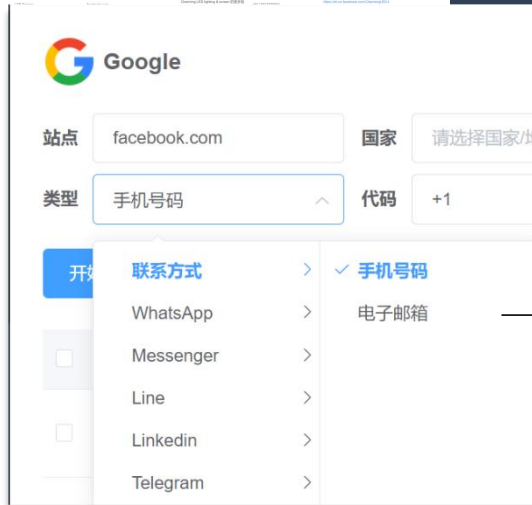 Google
站点 facebook.com 国家 请选择国家/
类型 手机号码 代码 +1
开
联系方式 手机号码
WhatsApp 电子邮箱
Messenger
Line
Linkedin
Telegram